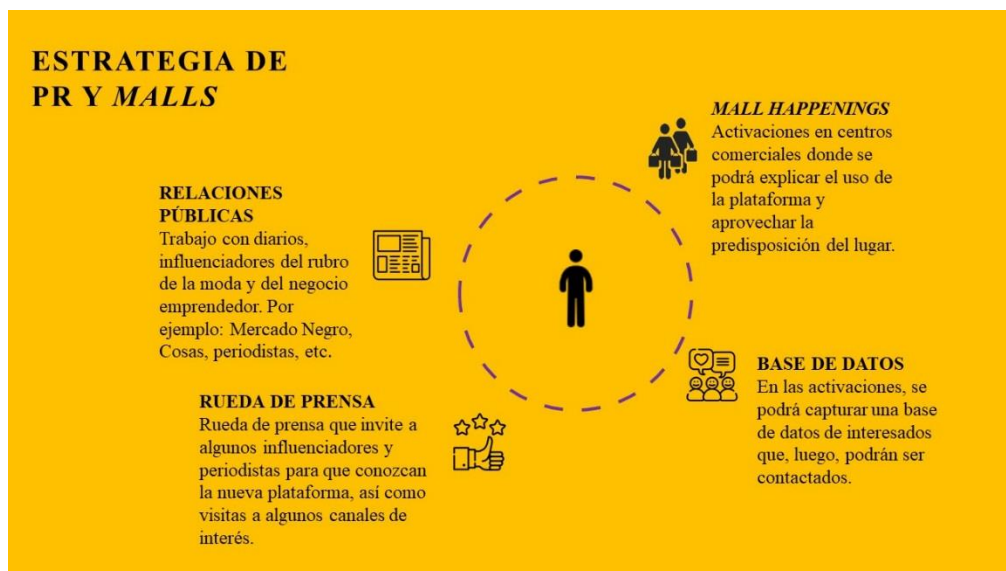 ESTRATEGIA DE
PR Y MALLS
RELACIONES
PÚBLICAS
Trabajo con diarios,
influenciadores del rubro
de la moda y del negocio
emprendedor. Por
ejemplo: Mercado Negro,
Cosas, periodistas, etc.
RUEDA DE PRENSA
Rueda de prensa que invite a
algunos influenciadores y
periodistas para que conozcan
la nueva plataforma, así como
visitas a algunos canales de
interés.
MALL HAPPENINGS
Activaciones en centros
comerciales donde se
podrá explicar el uso de
la plataforma y
aprovechar la
predisposición del lugar.
BASE DE DATOS
En las activaciones, se
podrá capturar una base
de datos de interesados
que, luego, podrán ser
contactados.